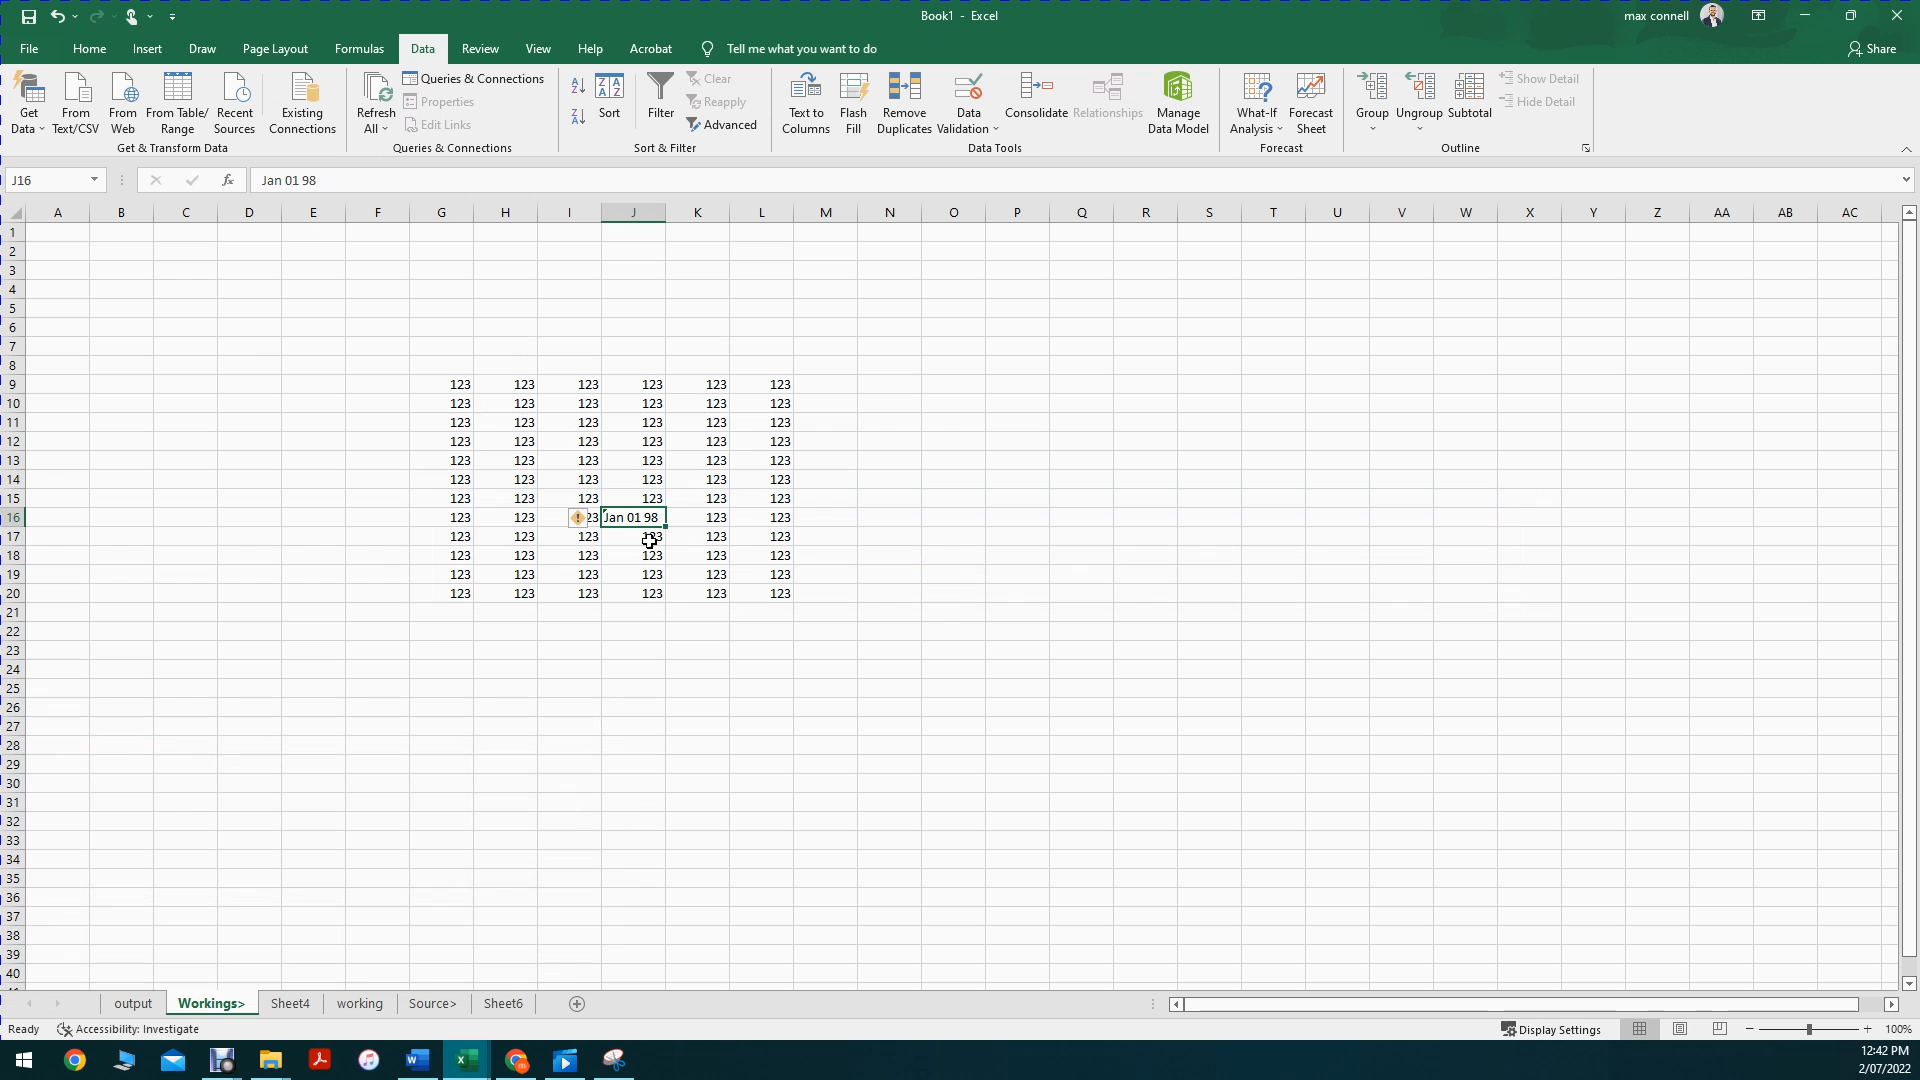 Book1 - Excel
max connell
File Home Insert Draw Page Layout Formulas Data Review View Help Acrobat Tell me what you want to do Share
Get Data
From Text/CSV
From Web
From Table/ Range
Recent Sources
Existing Connections
Get & Transform Data
Refresh All
Queries & Connections
Properties
Edit Links
Queries & Connections
Sort
Filter
Clear
Reapply
Advanced
Sort & Filter
Text to Columns
Flash Fill
Remove Duplicates
Data Validation
Consolidate
Relationships
Manage Data Model
Data Tools
What-If Analysis
Forecast Sheet
Forecast
Group
Ungroup
Subtotal
Show Detail
Hide Detail
Outline
J16 fx Jan 01 98
A B C D E F G H I J K L M N O P Q R S T U V W X Y Z AA AB AC
1
2
3
4
5
6
7
8
9 123 123 123 123 123 123
10 123 123 123 123 123 123
11 123 123 123 123 123 123
12 123 123 123 123 123 123
13 123 123 123 123 123 123
14 123 123 123 123 123 123
15 123 123 123 123 123 123
16 123 123 23 Jan 01 98 123 123
17 123 123 123 123 123 123
18 123 123 123 123 123 123
19 123 123 123 123 123 123
20 123 123 123 123 123 123
21
22
23
24
25
26
27
28
29
30
31
32
33
34
35
36
37
38
39
40
output Workings> Sheet4 working Source> Sheet6
Ready Accessibility: Investigate Display Settings 100%
12:42 PM
2/07/2022